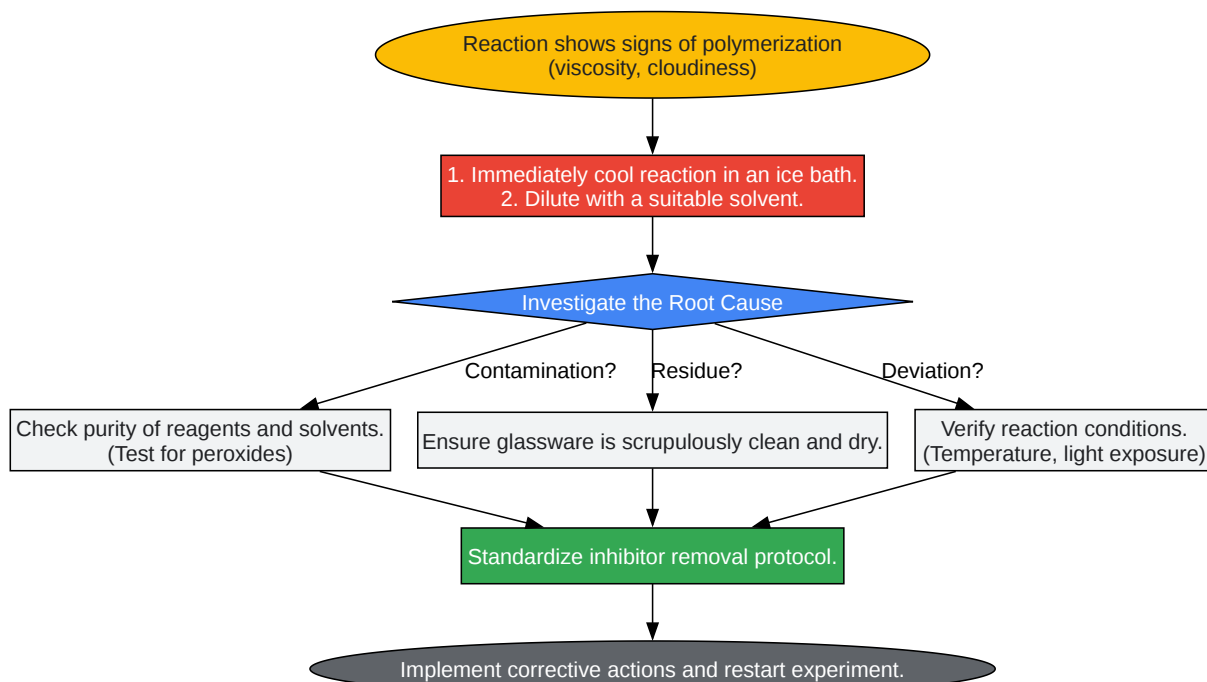 Reaction shows signs of polymerization
(viscosity, cloudiness)
1. Immediately cool reaction in an ice bath.
2. Dilute with a suitable solvent.
Investigate the Root Cause
Contamination?
Residue?
Deviation?
Check purity of reagents and solvents.
(Test for peroxides)
Ensure glassware is scrupulously clean and dry.
Verify reaction conditions.
(Temperature, light exposure)
Standardize inhibitor removal protocol.
Implement corrective actions and restart experiment.